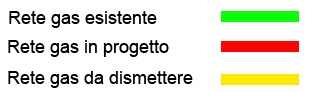 Rete gas esistente
Rete gas in progetto
Rete gas da dismettere